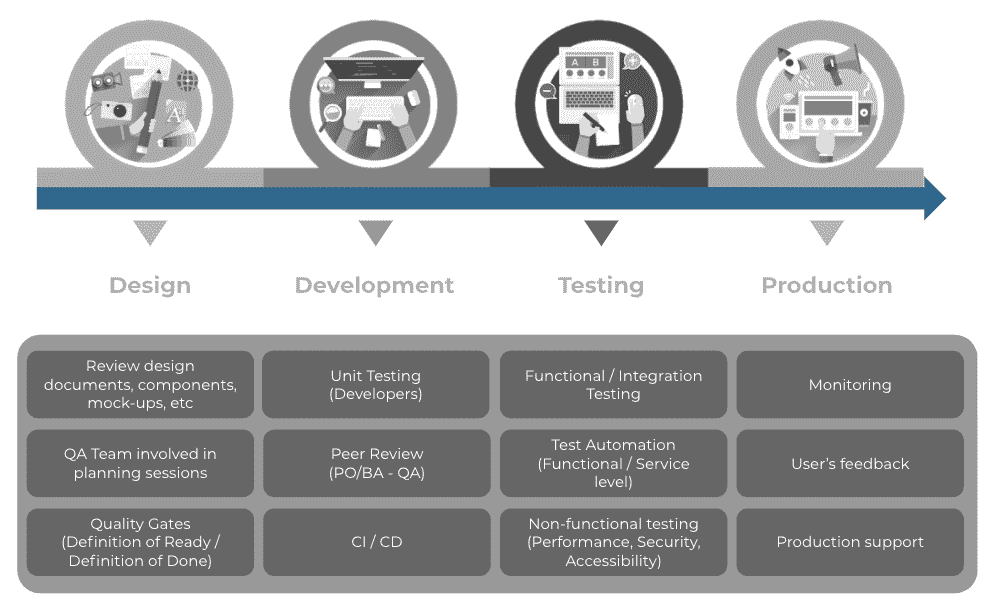 A B
A
Design
Development
Testing
Production
Review design
documents, components,
mock-ups, etc
Unit Testing
(Developers)
Functional / Integration
Testing
Monitoring
QA Team involved in
planning sessions
Peer Review
(PO/BA - QA)
Test Automation
(Functional / Service
level)
User's feedback
Quality Gates
(Definition of Ready /
Definition of Done)
CI / CD
Non-functional testing
(Performance, Security,
Accessibility)
Production support